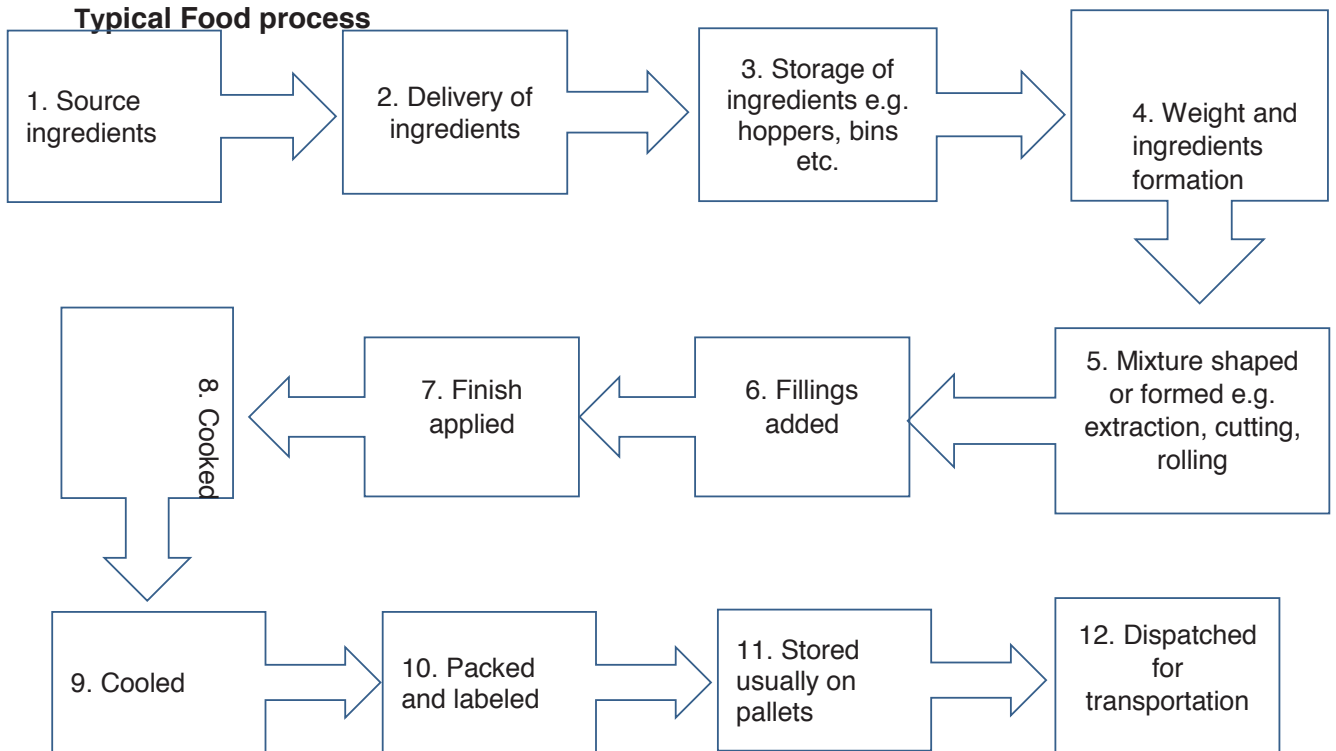 Typical Food process
1. Source
ingredients
2. Delivery of
ingredients
3. Storage of
ingredients e.g.
hoppers, bins
etc.
4. Weight and
ingredients
formation
5. Mixture shaped
or formed e.g.
extraction, cutting,
rolling
6. Fillings
added
7. Finish
applied
8. Cooked
9. Cooled
10. Packed
and labeled
11. Stored
usually on
pallets
12. Dispatched
for
transportation